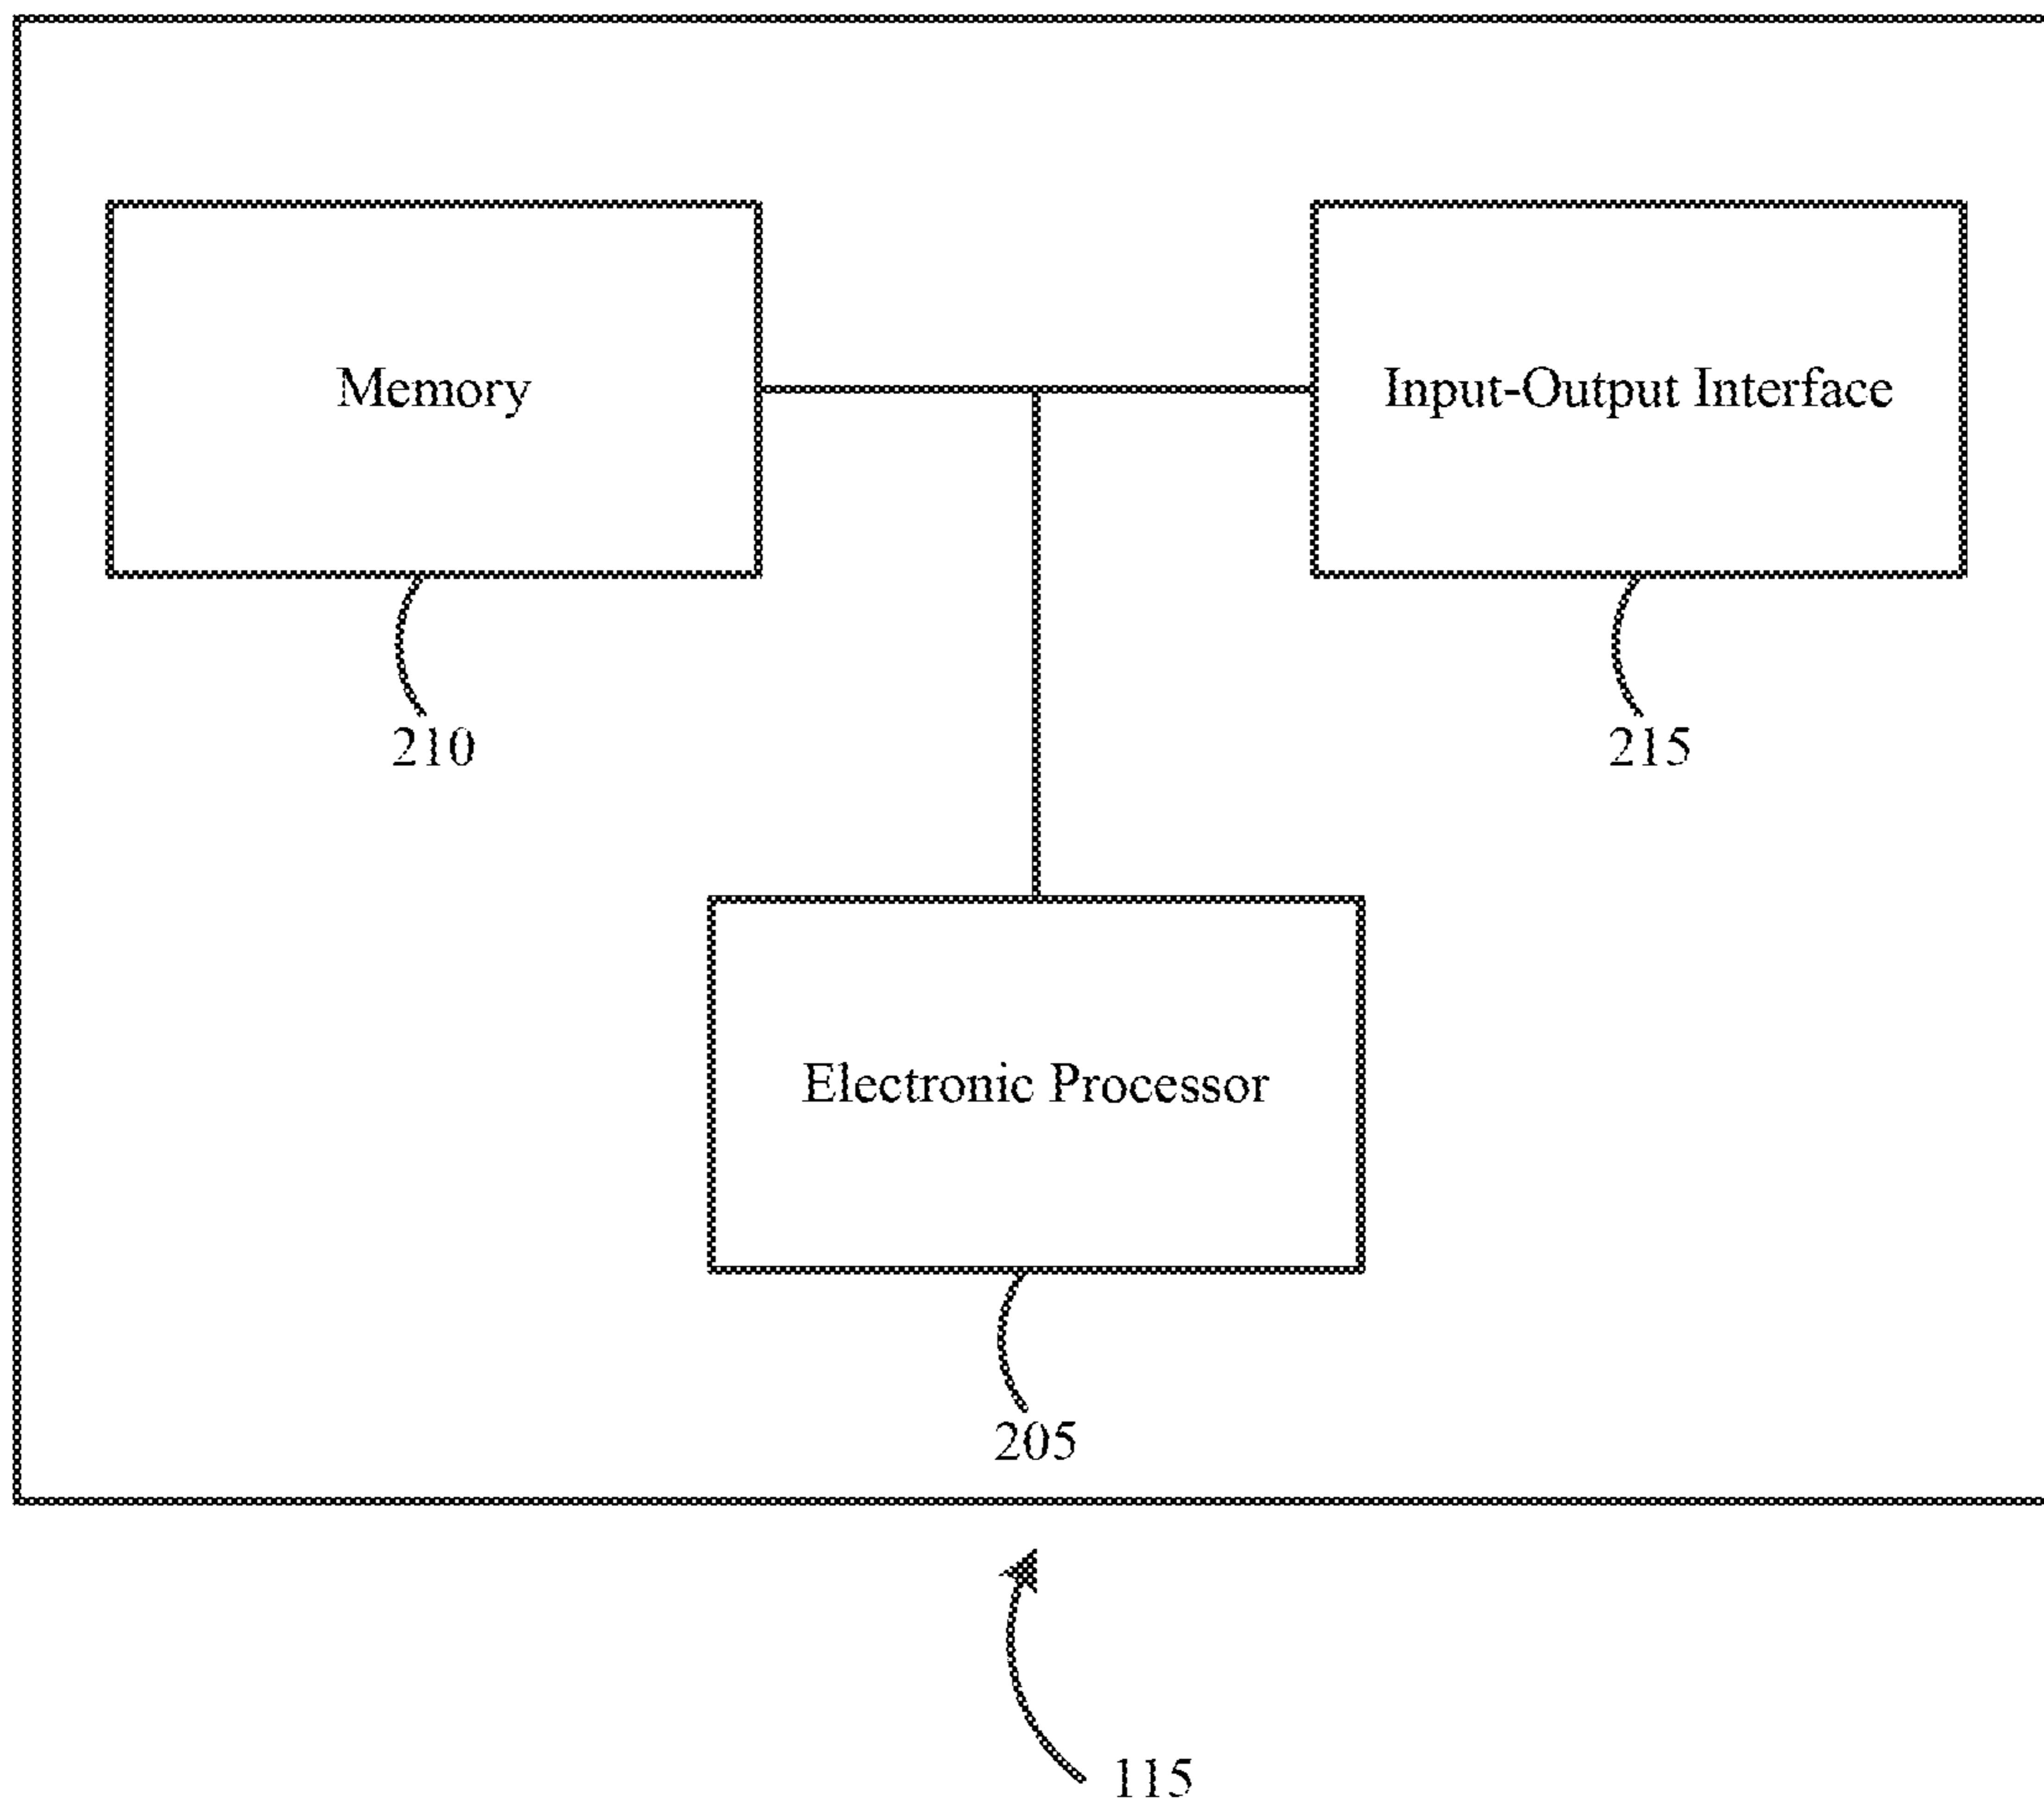 Memory
Input-Output Interface
210
215
Electronic Processor
205
115